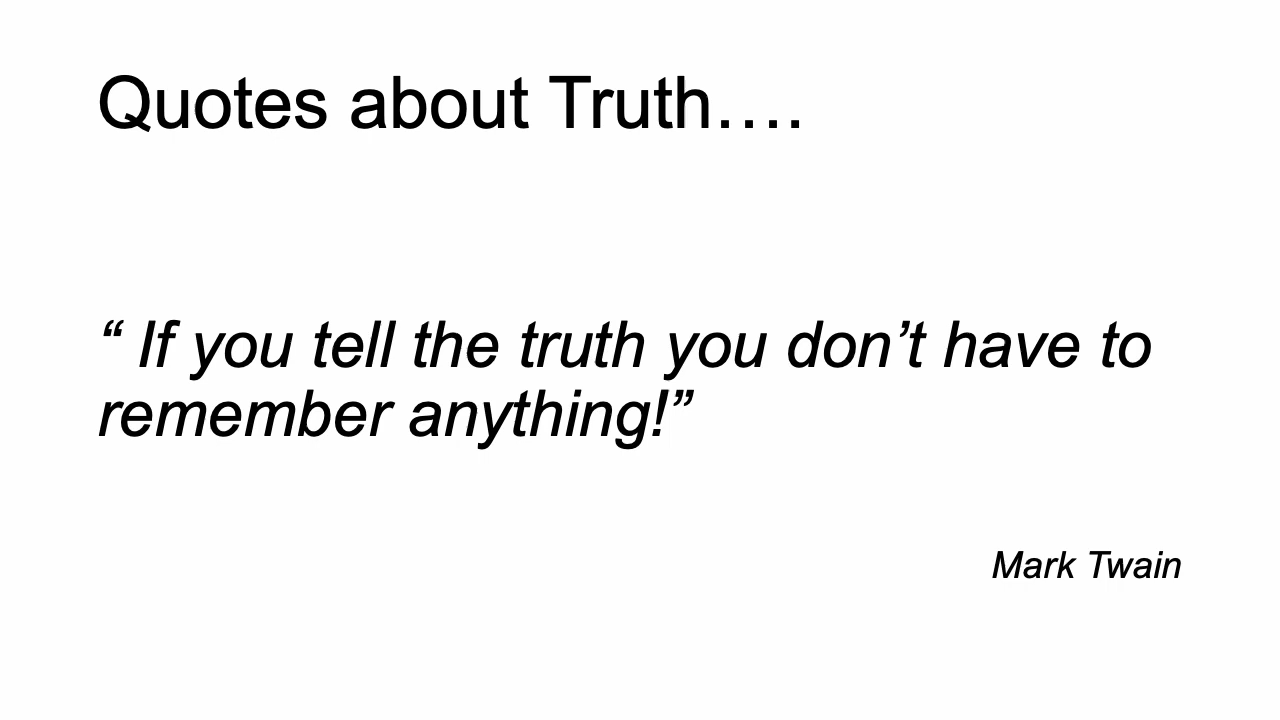 Quotes about Truth….
“ If you tell the truth you don’t have to
remember anything!”
Mark Twain